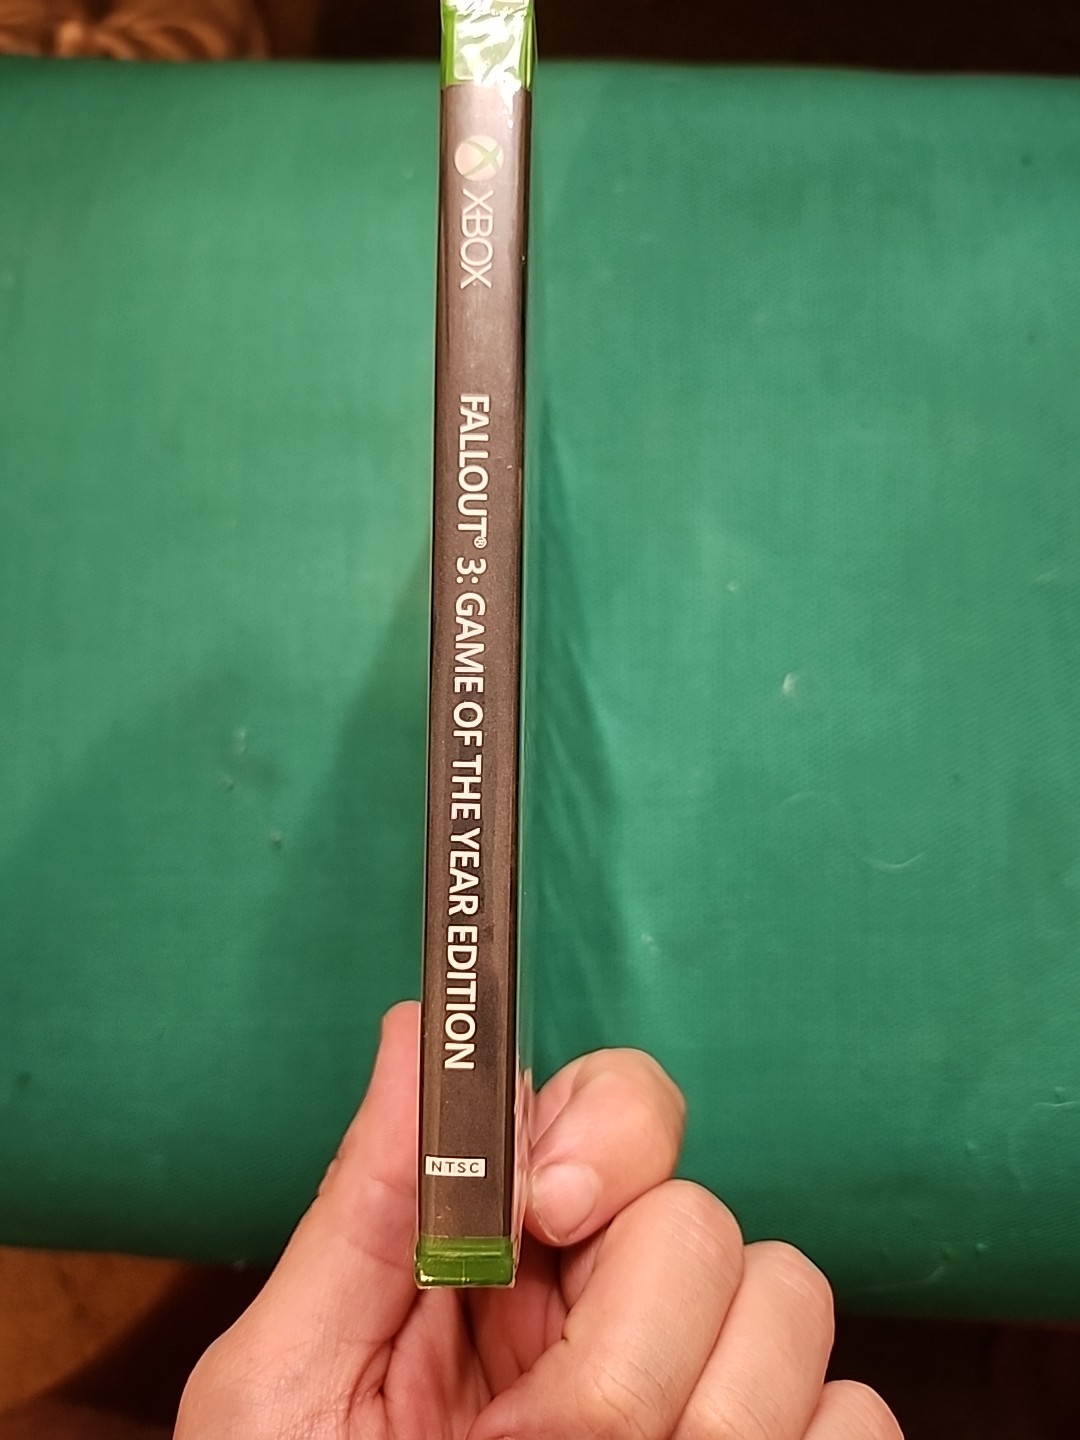 XBOX
FALLOUT® 3: GAME OF THE YEAR EDITION
NTSC